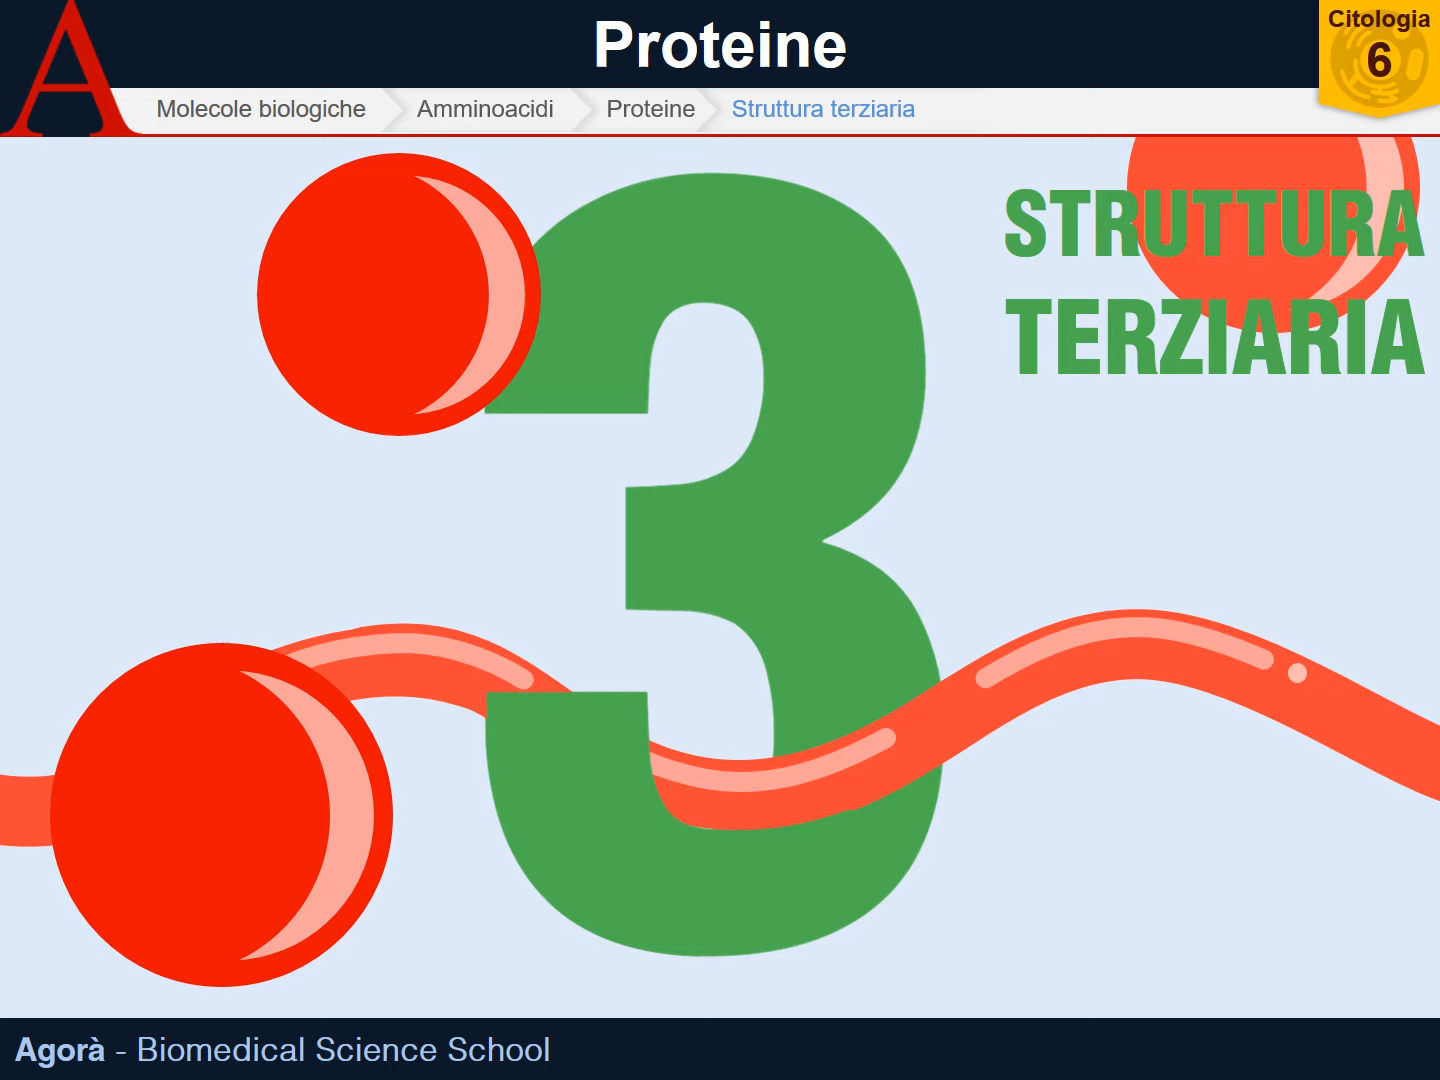 A
Proteine
Citologia
6
Molecole biologiche
Amminoacidi
Proteine
Struttura terziaria
3
STRUTTURA
TERZIARIA
Agorà - Biomedical Science School